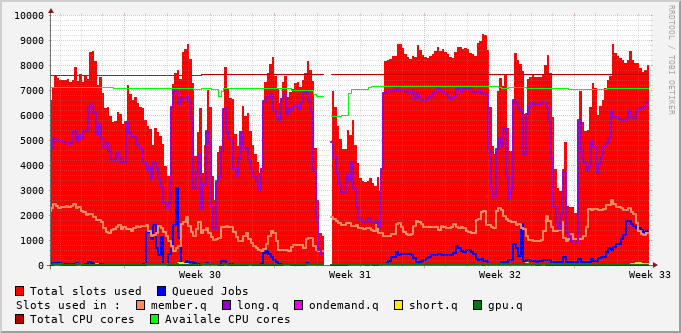 10000
9000
8000
7000
6000
5000
4000
3000
2000
1000
0
Week 30 Week 31 Week 32 Week 33
RRDTOOL / TOBI OETIKER
Total slots used Queued Jobs
Slots used in : member.q long.q ondemand.q short.q gpu.q
Total CPU cores Availale CPU cores